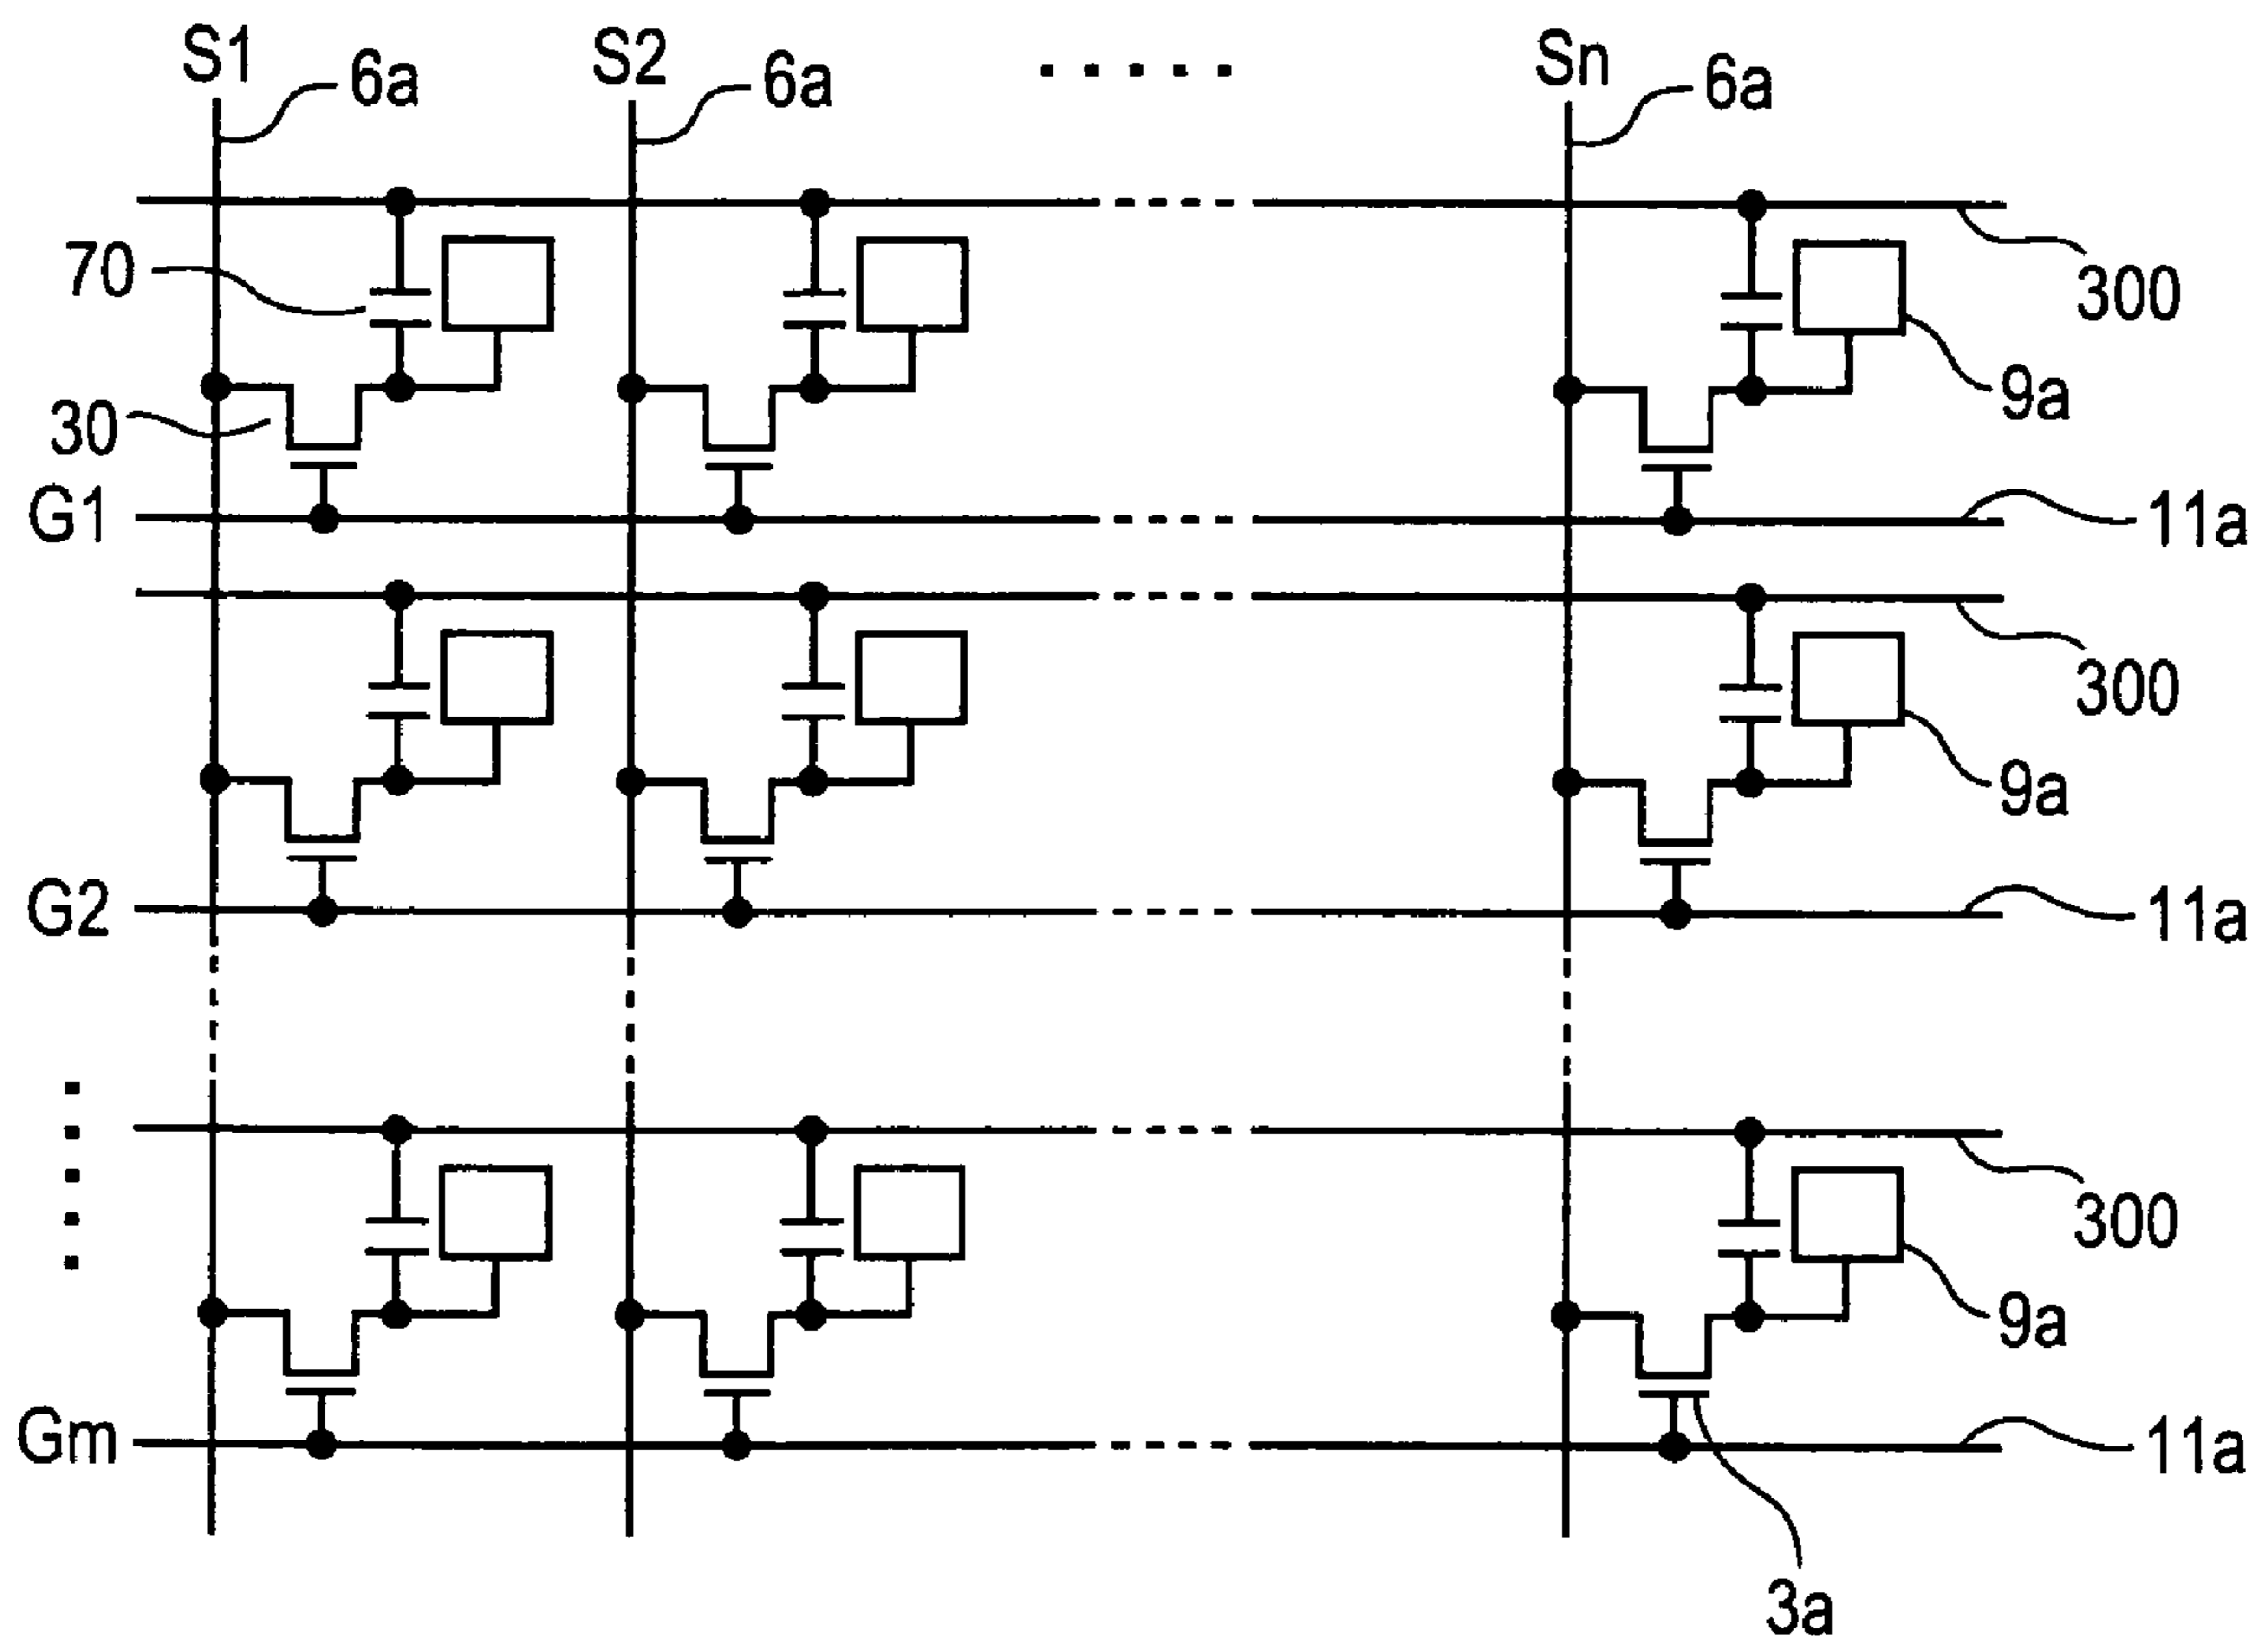 S1 6a S2 6a ..... Sn 6a
70 300
30 9a
G1 11a
300
9a
G2 11a
300
9a
Gm 11a
3a